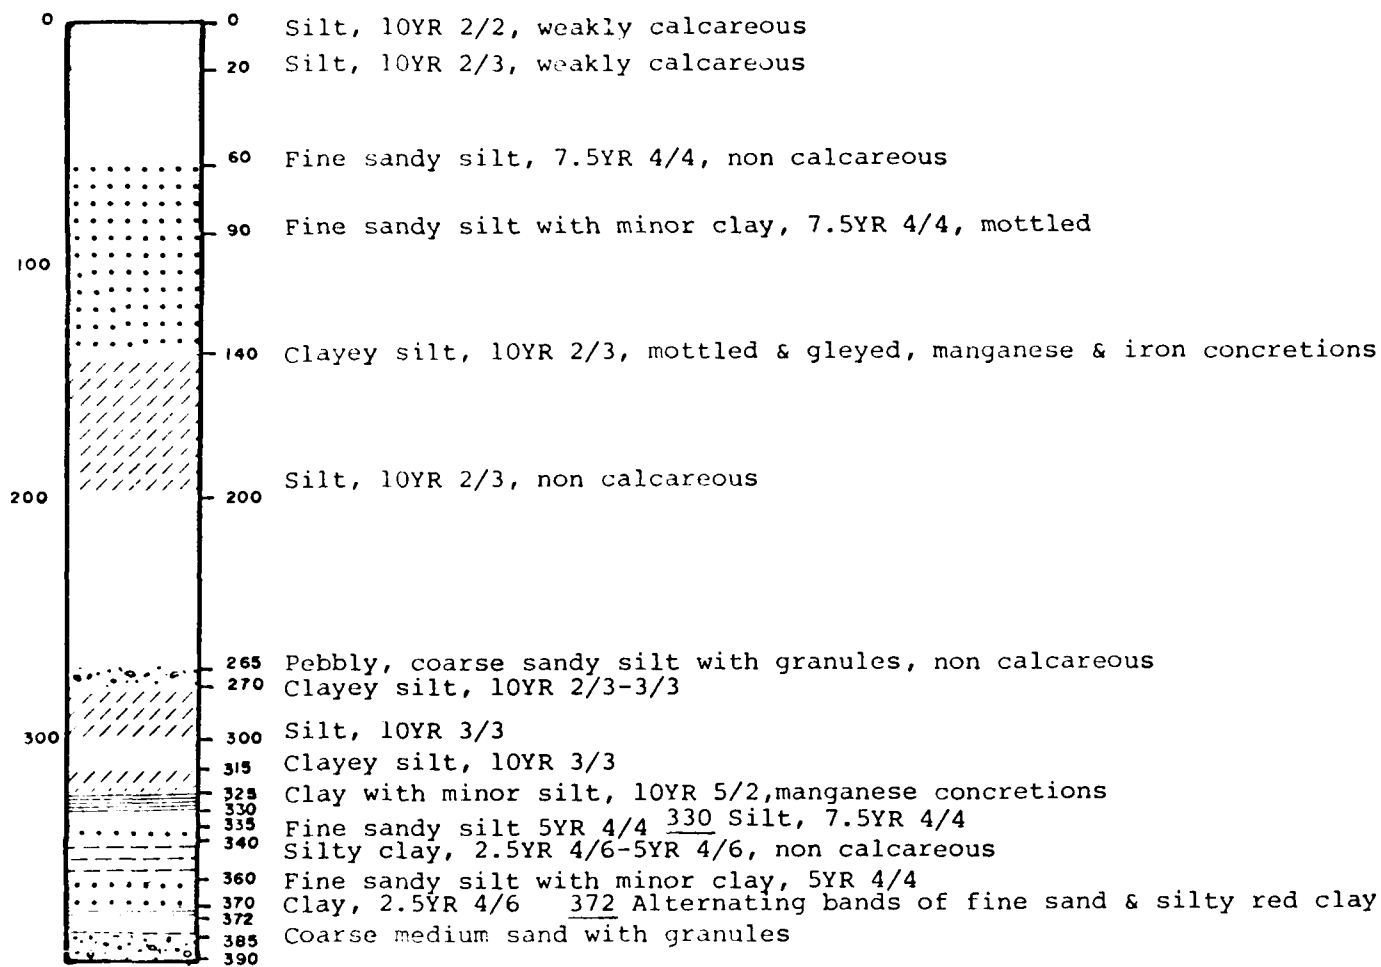 0 0 Silt, 10YR 2/2, weakly calcareous
20 Silt, 10YR 2/3, weakly calcareous
60 Fine sandy silt, 7.5YR 4/4, non calcareous
90 Fine sandy silt with minor clay, 7.5YR 4/4, mottled
100
140 Clayey silt, 10YR 2/3, mottled & gleyed, manganese & iron concretions
Silt, 10YR 2/3, non calcareous
200 200
265 Pebbly, coarse sandy silt with granules, non calcareous
270 Clayey silt, 10YR 2/3-3/3
300 300 Silt, 10YR 3/3
315 Clayey silt, 10YR 3/3
325 Clay with minor silt, 10YR 5/2,manganese concretions
330
335 Fine sandy silt 5YR 4/4 330 Silt, 7.5YR 4/4
340 Silty clay, 2.5YR 4/6-5YR 4/6, non calcareous
360 Fine sandy silt with minor clay, 5YR 4/4
370 Clay, 2.5YR 4/6 372 Alternating bands of fine sand & silty red clay
372
385 Coarse medium sand with granules
390